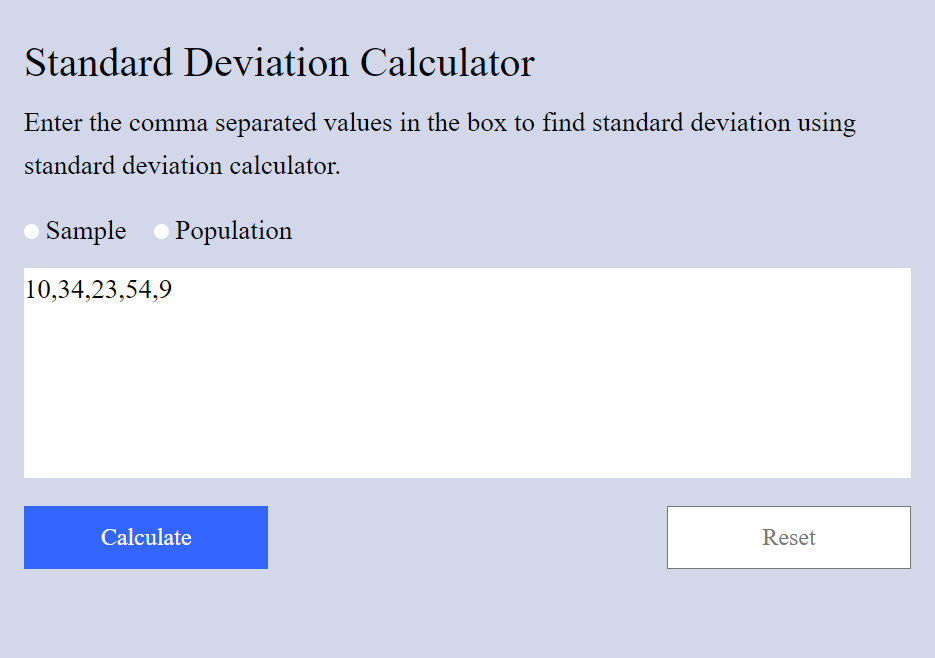 Standard Deviation Calculator
Enter the comma separated values in the box to find standard deviation using
standard deviation calculator.
Sample Population
10,34,23,54,9
Calculate Reset